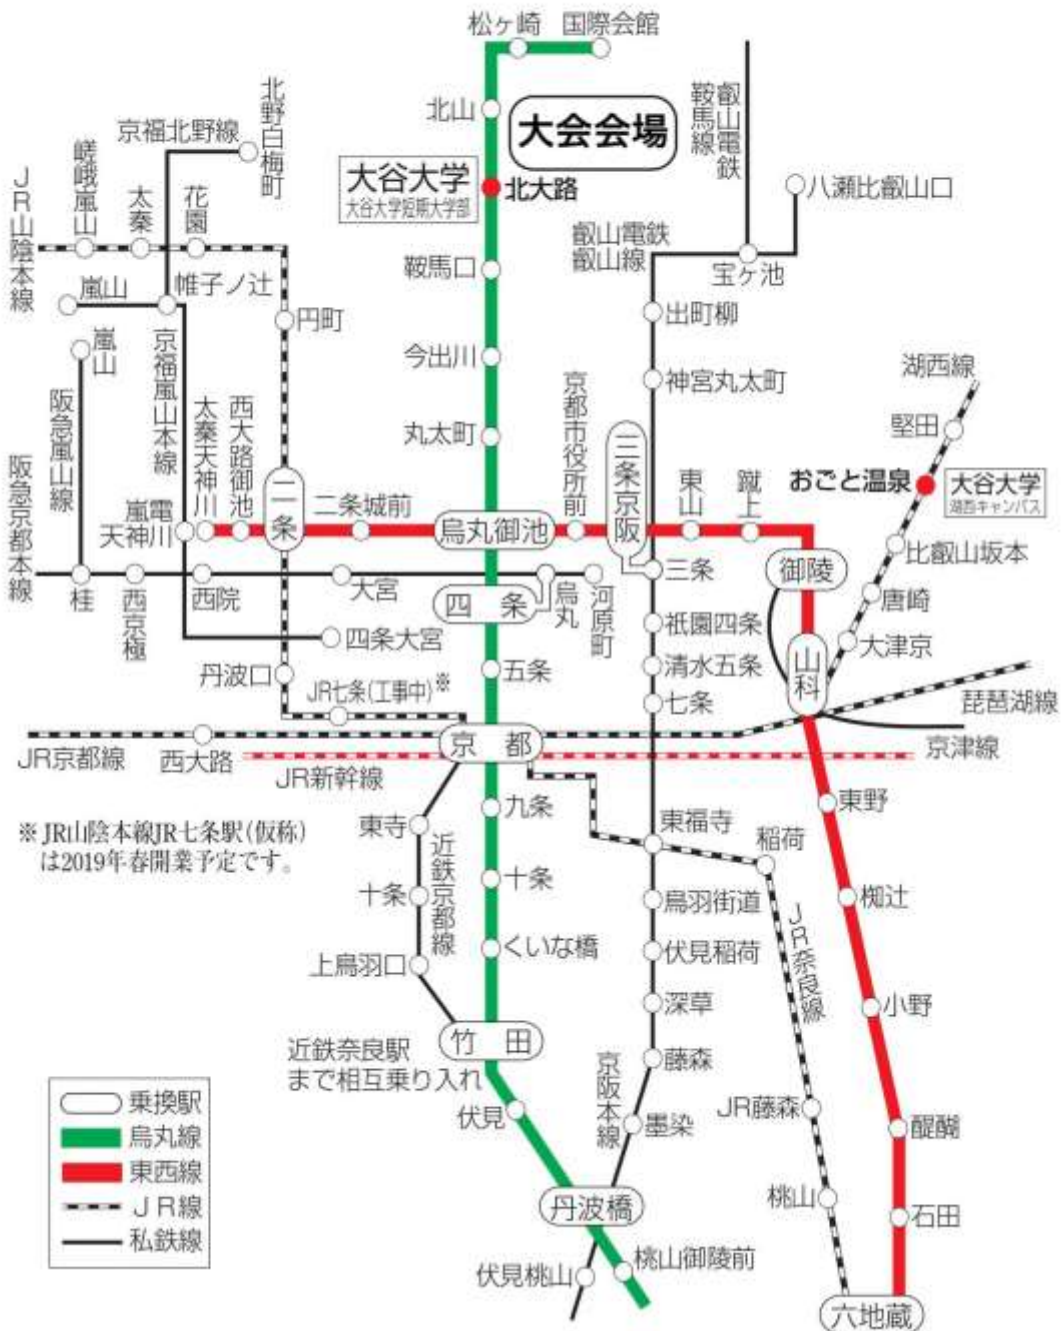 松ヶ崎
国際会館
北山
大会会場
大谷大学
大谷大学短期大学部
北大路
叡山電鉄
鞍馬線
八瀬比叡山口
叡山電鉄
叡山線
宝ヶ池
京福北野線
北野白梅町
JR山陰本線
嵯峨嵐山
太秦
花園
嵐山
帷子ノ辻
円町
嵐山
阪急嵐山線
京福嵐山本線
鞍馬口
出町柳
今出川
神宮丸太町
丸太町
湖西線
堅田
おごと温泉
大谷大学
湖西キャンパス
比叡山坂本
唐崎
大津京
阪急京都本線
嵐電
天神川
太秦天神川
西大路御池
二条
二条城前
烏丸御池
京都市役所前
三条京阪
東山
蹴上
御陵
山科
桂
西京極
西院
大宮
四条
烏丸
河原町
三条
四条大宮
祇園四条
五条
清水五条
丹波口
JR七条(工事中)※
七条
琵琶湖線
京津線
JR京都線
西大路
京都
JR新幹線
※JR山陰本線JR七条駅(仮称)
は2019年春開業予定です。
東寺
九条
東福寺
稲荷
東野
近鉄京都線
十条
十条
鳥羽街道
椥辻
JR奈良線
くいな橋
上鳥羽口
伏見稲荷
深草
小野
竹田
近鉄奈良駅
まで相互乗り入れ
藤森
京阪本線
伏見
墨染
JR藤森
醍醐
丹波橋
桃山
石田
伏見桃山
桃山御陵前
六地蔵
乗換駅
烏丸線
東西線
JR線
私鉄線